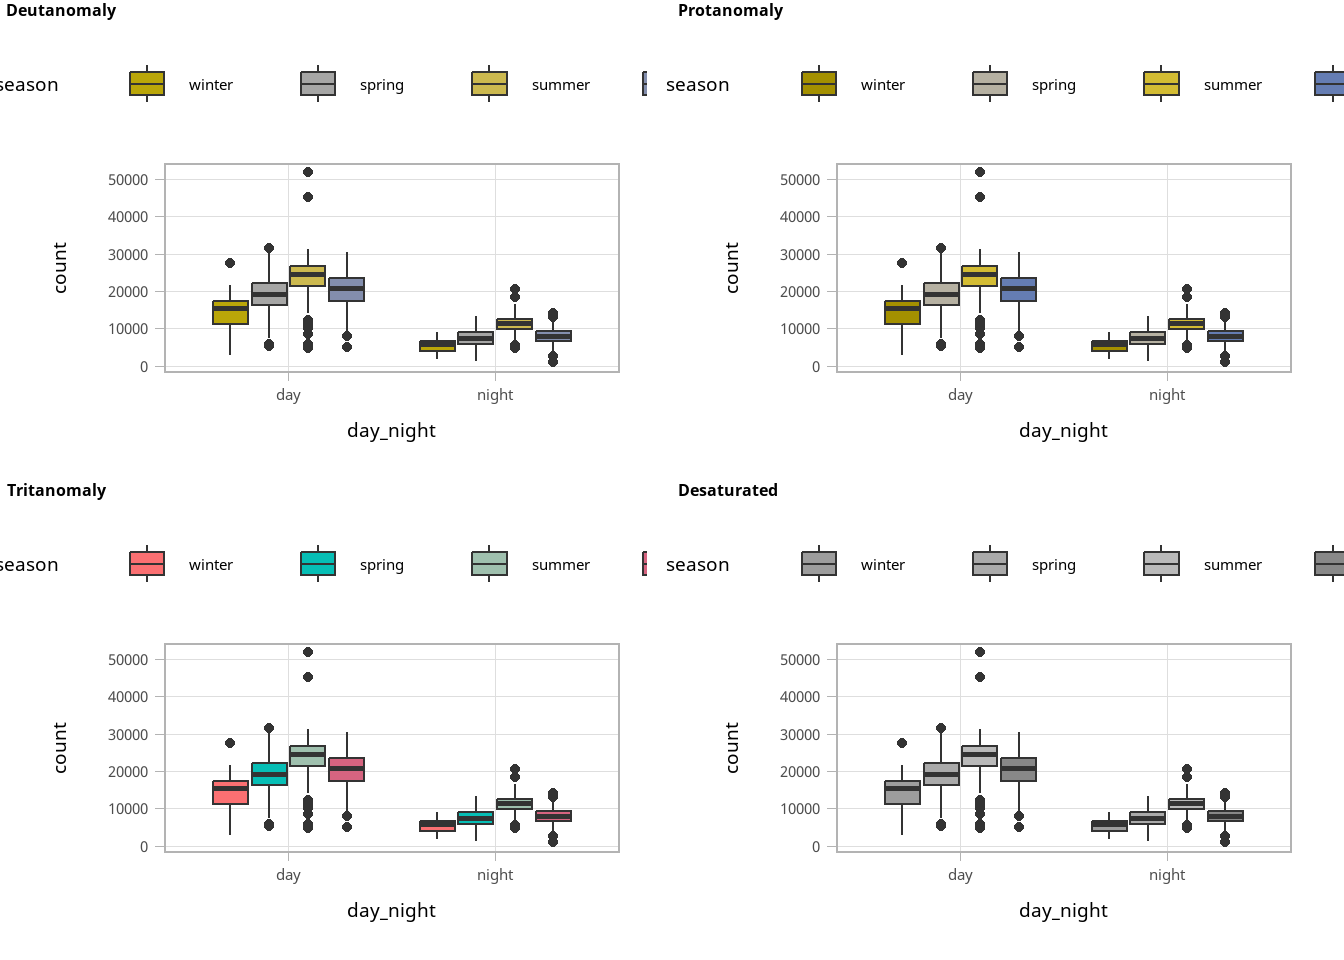 Deutanomaly
season winter spring summer
50000
40000
30000
20000
10000
0
count
day night
day_night
Protanomaly
season winter spring summer
50000
40000
30000
20000
10000
0
count
day night
day_night
Tritanomaly
season winter spring summer
50000
40000
30000
20000
10000
0
count
day night
day_night
Desaturated
season winter spring summer
50000
40000
30000
20000
10000
0
count
day night
day_night